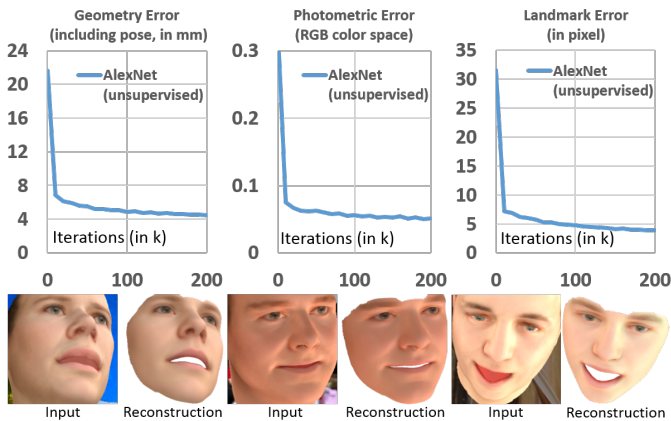 Geometry Error
(including pose, in mm)
24
20
16
12
8
4
0
AlexNet
(unsupervised)
Iterations (in k)
0 100 200
Photometric Error
(RGB color space)
0.3
0.2
0.1
0
AlexNet
(unsupervised)
Iterations (in k)
0 100 200
Landmark Error
(in pixel)
35
30
25
20
15
10
5
0
AlexNet
(unsupervised)
Iterations (in k)
0 100 200
Input Reconstruction Input Reconstruction Input Reconstruction